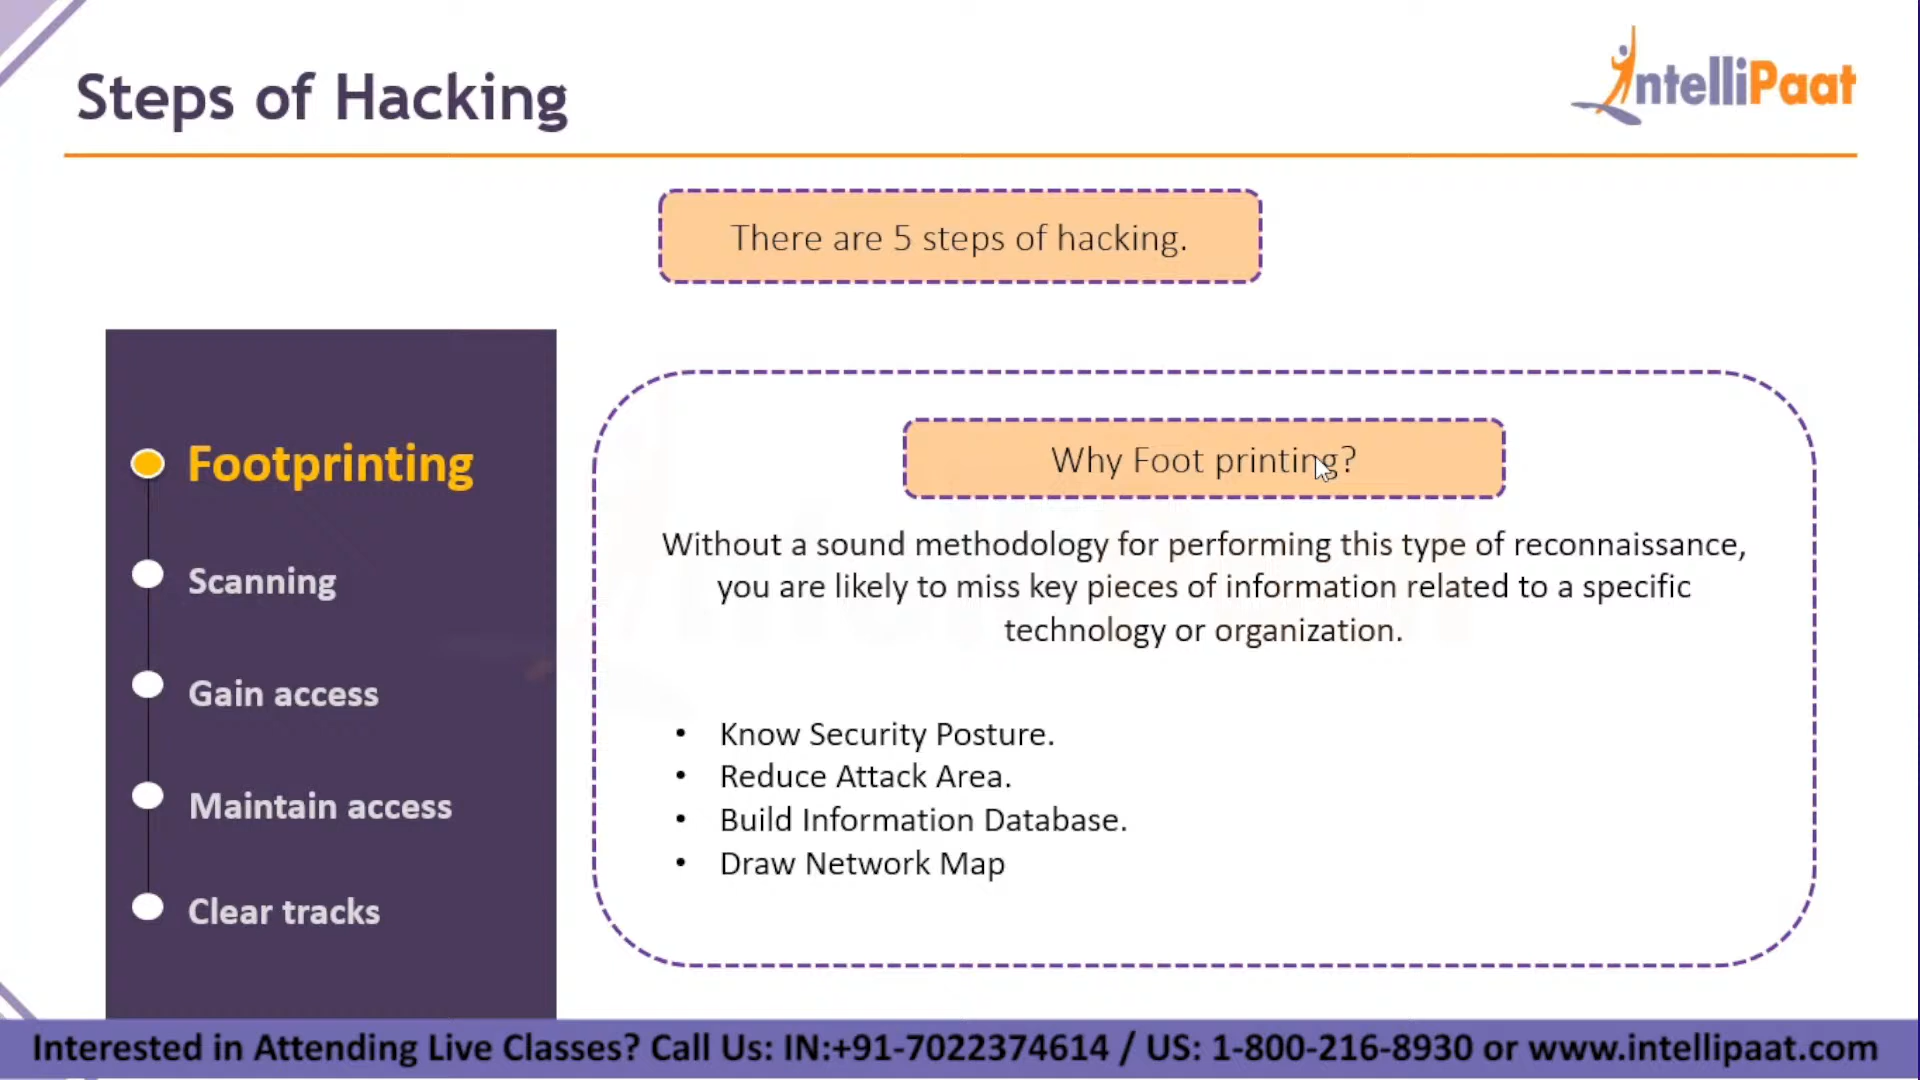 Steps of Hacking
IntelliPaat
There are 5 steps of hacking.
Footprinting
Scanning
Gain access
Maintain access
Clear tracks
Why Foot printing?
Without a sound methodology for performing this type of reconnaissance,
you are likely to miss key pieces of information related to a specific
technology or organization.
• Know Security Posture.
• Reduce Attack Area.
• Build Information Database.
• Draw Network Map
Interested in Attending Live Classes? Call Us: IN:+91-7022374614 / US: 1-800-216-8930 or www.intellipaat.com